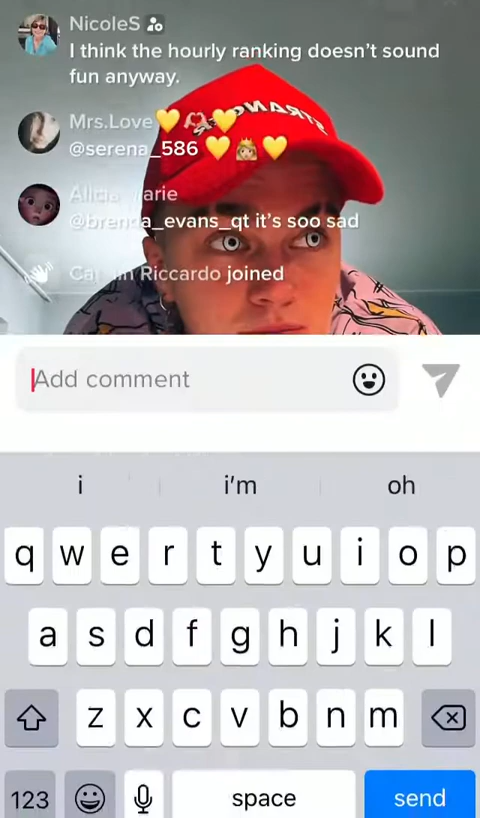 NicoleS
I think the hourly ranking doesn't sound
fun anyway.
Mrs.Love💛 🫶💛
@serena_586 💛 👸🏼 💛
arie
@brenda_evans_qt it's soo sad
Riccardo joined
Add comment
i i'm oh
q w e r t y u i o p
a s d f g h j k l
z x c v b n m
123 space send